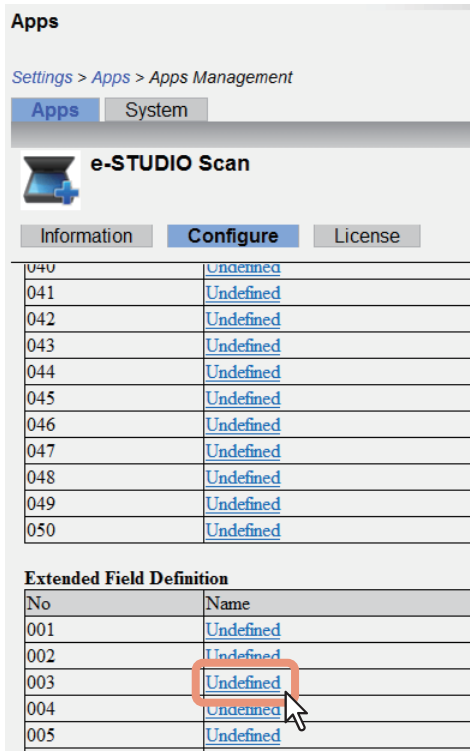 Apps
Settings > Apps > Apps Management
Apps System
e-STUDIO Scan
Information Configure License
040 Undefined
041 Undefined
042 Undefined
043 Undefined
044 Undefined
045 Undefined
046 Undefined
047 Undefined
048 Undefined
049 Undefined
050 Undefined
Extended Field Definition
No Name
001 Undefined
002 Undefined
003 Undefined
004 Undefined
005 Undefined